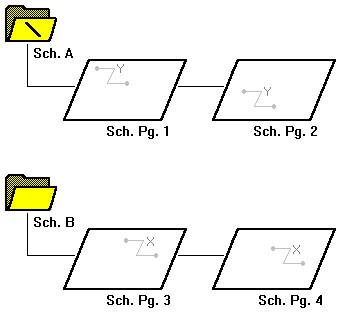 Sch. A
Y
Y
Sch. Pg. 1
Sch. Pg. 2
Sch. B
X
X
Sch. Pg. 3
Sch. Pg. 4